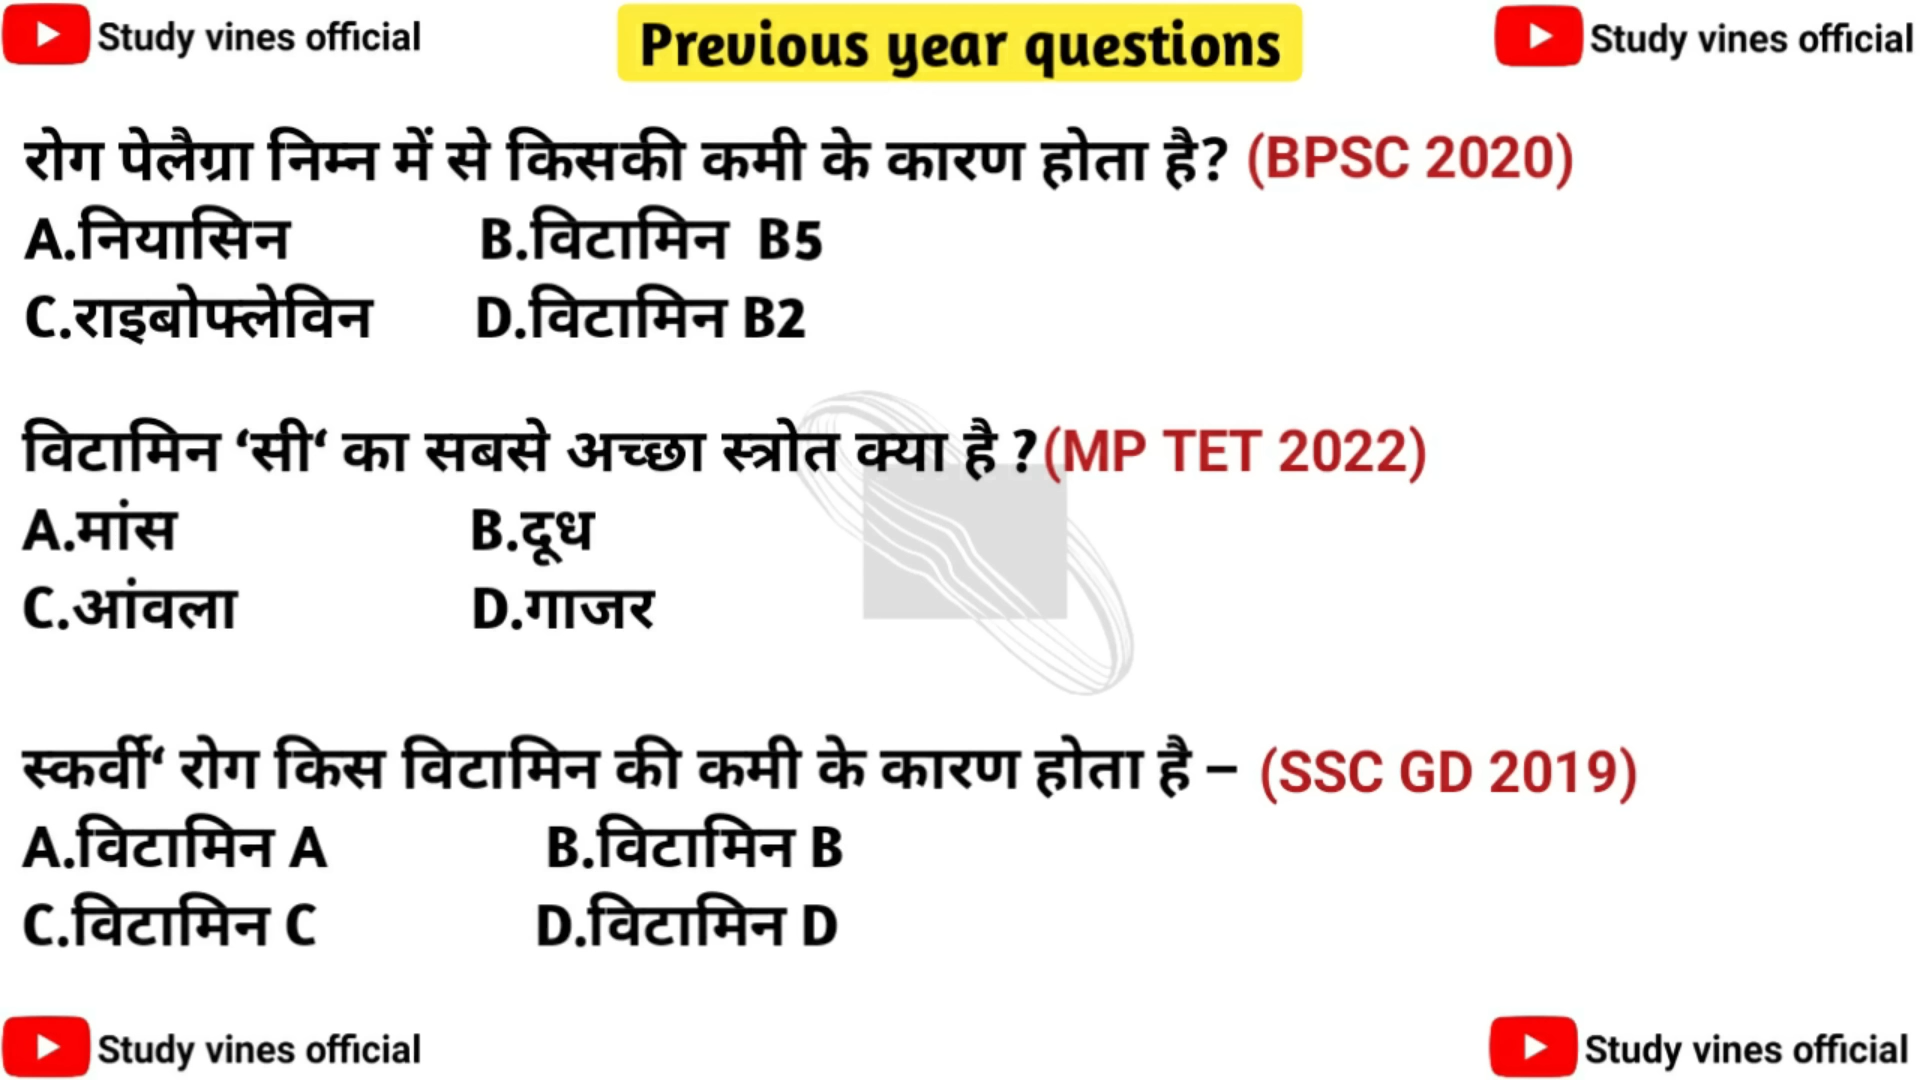 Study vines official
Previous year questions
Study vines official
रोग पेलैग्रा निम्न में से किसकी कमी के कारण होता है? (BPSC 2020)
A.नियासिन B.विटामिन B5
C.राइबोफ्लेविन D.विटामिन B2
विटामिन ‘सी‘ का सबसे अच्छा स्त्रोत क्या है ?(MP TET 2022)
A.मांस B.दूध
C.आंवला D.गाजर
स्कर्वी‘ रोग किस विटामिन की कमी के कारण होता है – (SSC GD 2019)
A.विटामिन A B.विटामिन B
C.विटामिन C D.विटामिन D
Study vines official
Study vines official